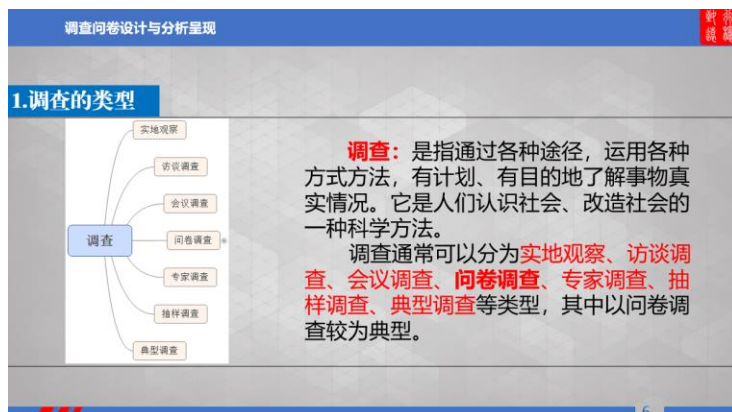 调查问卷设计与分析呈现
1.调查的类型
实地观察
访谈调查
会议调查
调查
问卷调查
专家调查
抽样调查
典型调查
调查：是指通过各种途径，运用各种
方式方法，有计划、有目的地了解事物真
实情况。它是人们认识社会、改造社会的
一种科学方法。
调查通常可以分为实地观察、访谈调
查、会议调查、问卷调查、专家调查、抽
样调查、典型调查等类型，其中以问卷调
查较为典型。
6